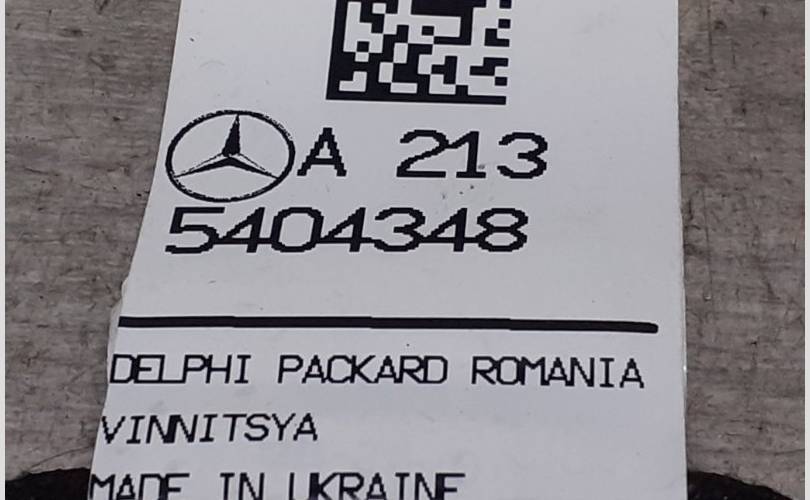 A 213
5404348
DELPHI PACKARD ROMANIA
VINNITSYA
MADE IN UKRAINE